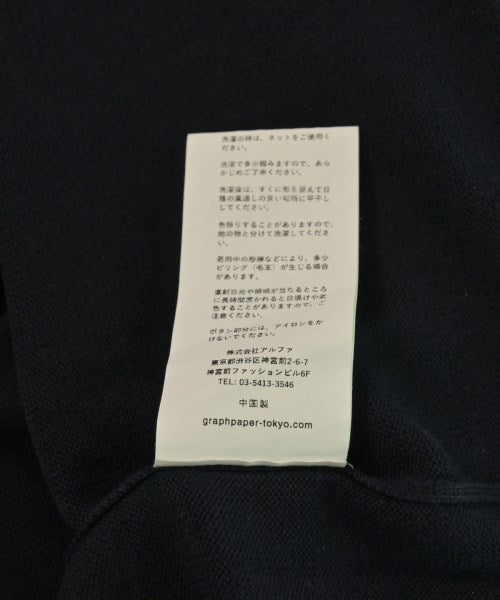 洗濯の時は、ネットをご使用く
ださい。
洗濯で多少縮みますので、あら
かじめご了承ください。
洗濯後は、すぐに形を整えて日
陰の風通しの良い場所に平干し
してください。
色移りすることがありますので、
他の物と分けて洗濯してくださ
い。
着用中の摩擦などにより、多少
ピリング（毛玉）が生じる場合
があります。
直射日光や照明が当たるところ
に長時間置かれると日焼けや変
色することがありますので、ご
注意ください。
ボタン部分には、アイロンをか
けないでください。
株式会社アルファ
東京都渋谷区神宮前2-6-7
神宮前ファッションビル6F
TEL: 03-5413-3546
中国製
graphpaper-tokyo.com